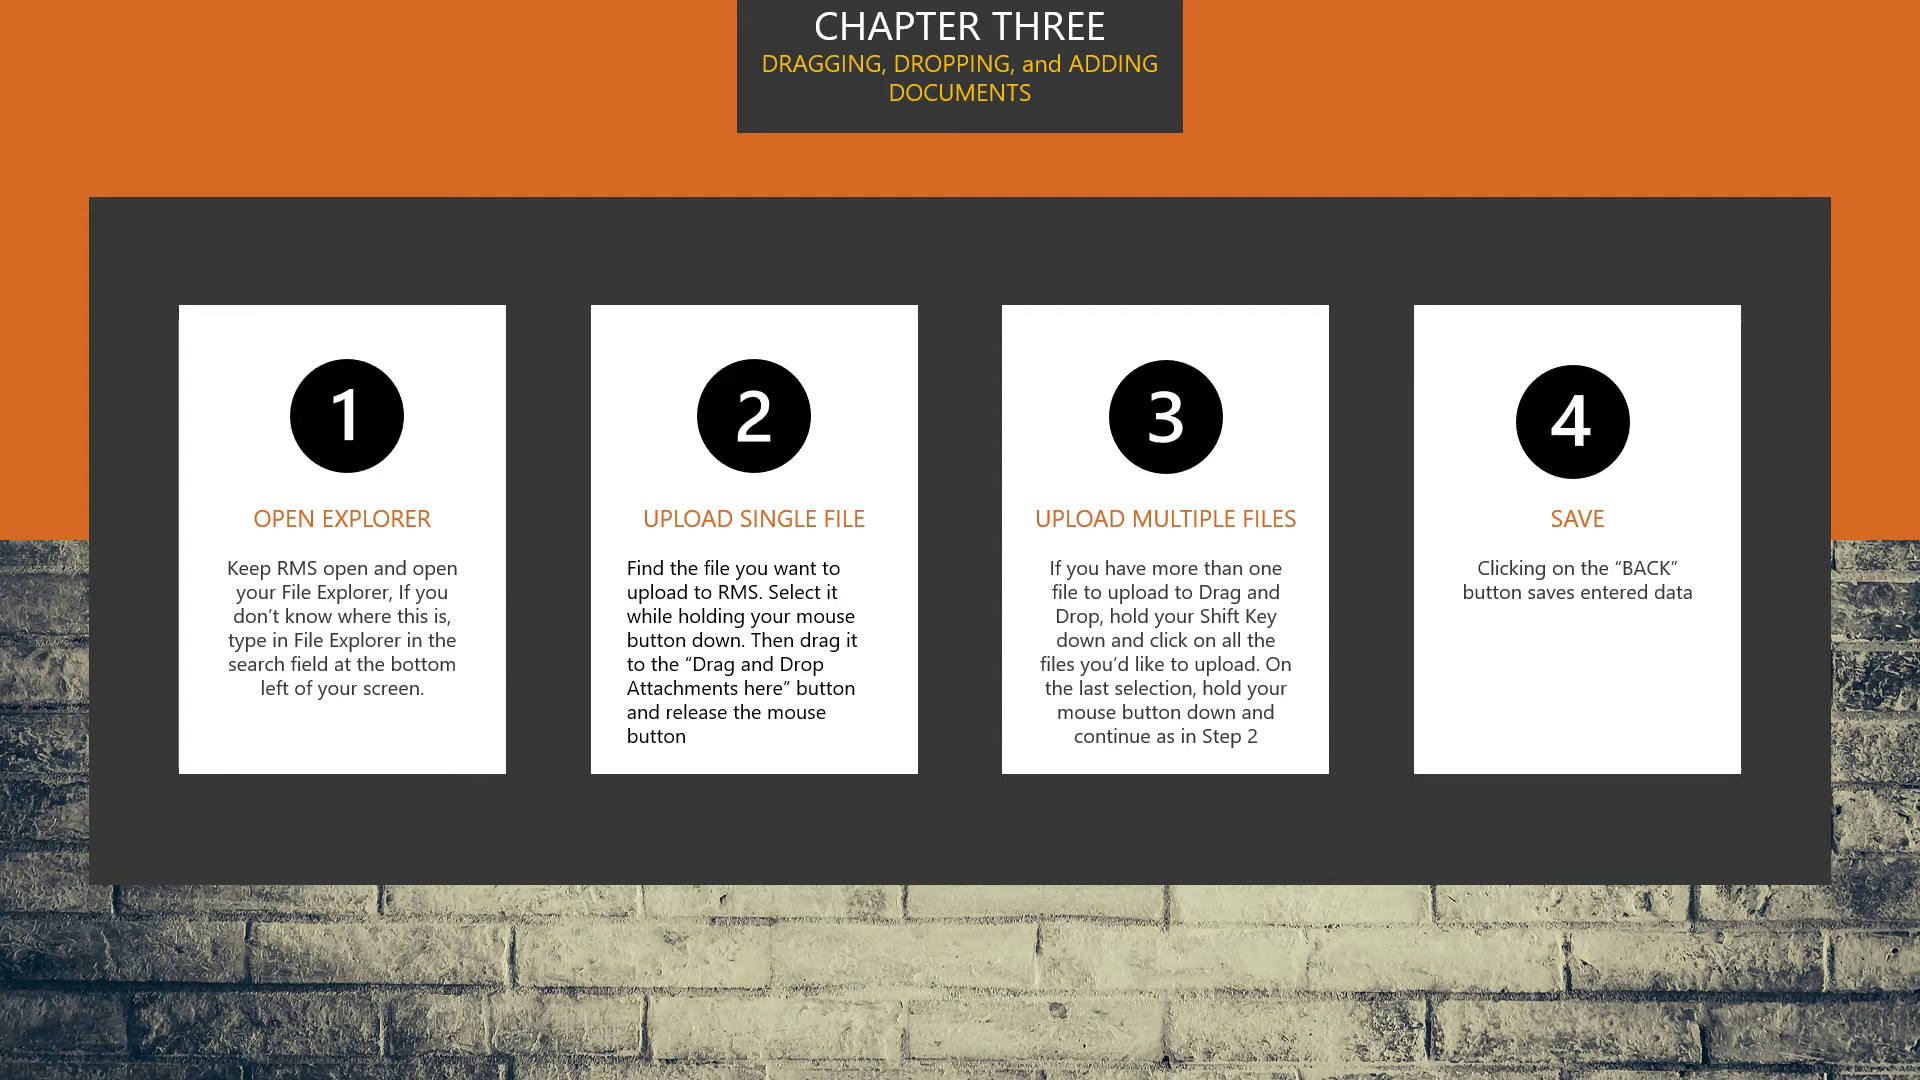 CHAPTER THREE
DRAGGING, DROPPING, and ADDING
DOCUMENTS
1
OPEN EXPLORER
Keep RMS open and open
your File Explorer, If you
don’t know where this is,
type in File Explorer in the
search field at the bottom
left of your screen.
2
UPLOAD SINGLE FILE
Find the file you want to
upload to RMS. Select it
while holding your mouse
button down. Then drag it
to the “Drag and Drop
Attachments here” button
and release the mouse
button
3
UPLOAD MULTIPLE FILES
If you have more than one
file to upload to Drag and
Drop, hold your Shift Key
down and click on all the
files you’d like to upload. On
the last selection, hold your
mouse button down and
continue as in Step 2
4
SAVE
Clicking on the “BACK”
button saves entered data